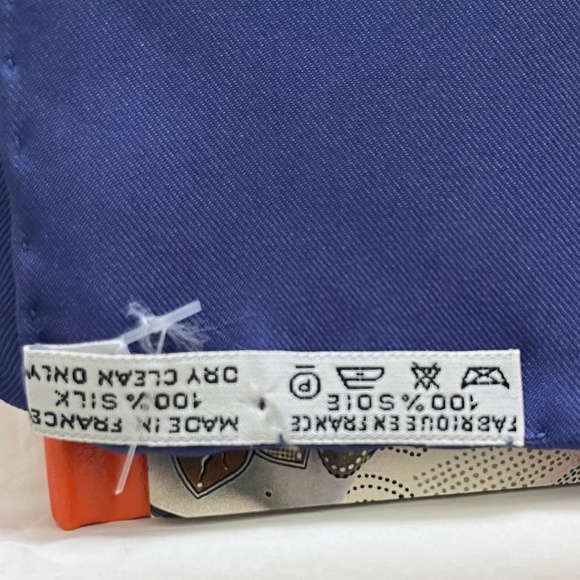 FABRIQUE EN FRANCE
100% SOIE
P
MADE IN FRANCE
100% SILK
DRY CLEAN ONLY